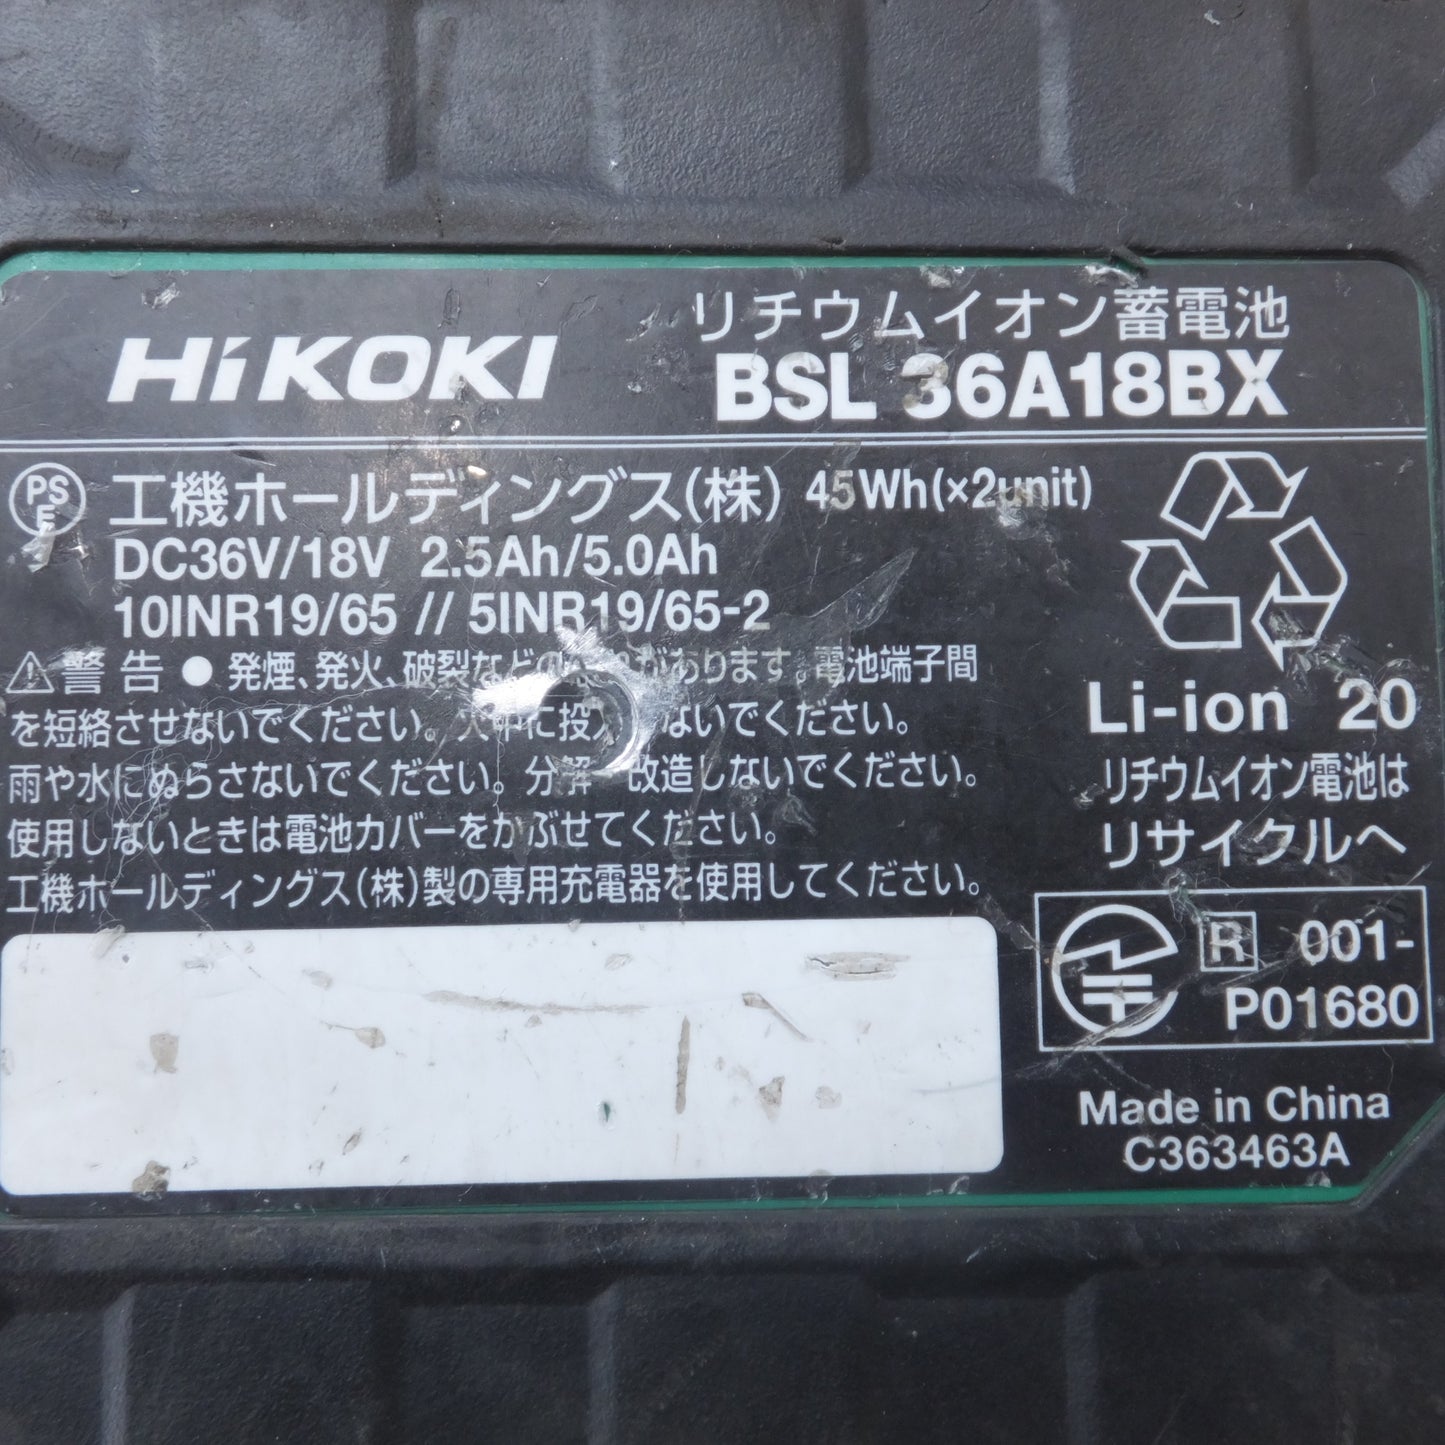 HiKOKI
リチウムイオン蓄電池
BSL 36A18BX
PS
E
工機ホールディングス(株) 45Wh(×2unit)
DC36V/18V 2.5Ah/5.0Ah
10INR19/65 // 5INR19/65-2
⚠警告 ● 発煙、発火、破裂などの があります。電池端子間
を短絡させないでください。火中に投入 ないでください。
雨や水にぬらさないでください。分解 改造しないでください。
使用しないときは電池カバーをかぶせてください。
工機ホールディングス(株)製の専用充電器を使用してください。
Li-ion 20
リチウムイオン電池は
リサイクルへ
R 001-
P01680
Made in China
C363463A